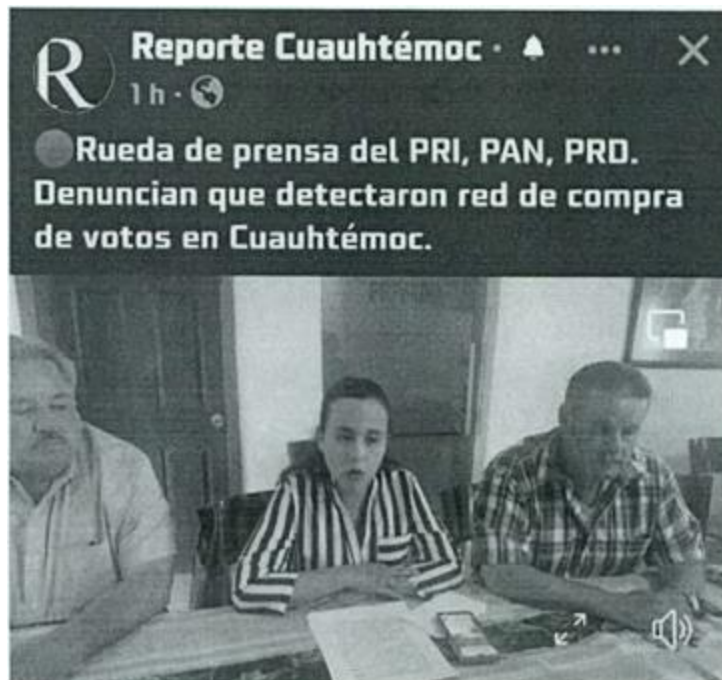 R
Reporte Cuauhtémoc ·
1 h ·
Rueda de prensa del PRI, PAN, PRD.
Denuncian que detectaron red de compra
de votos en Cuauhtémoc.